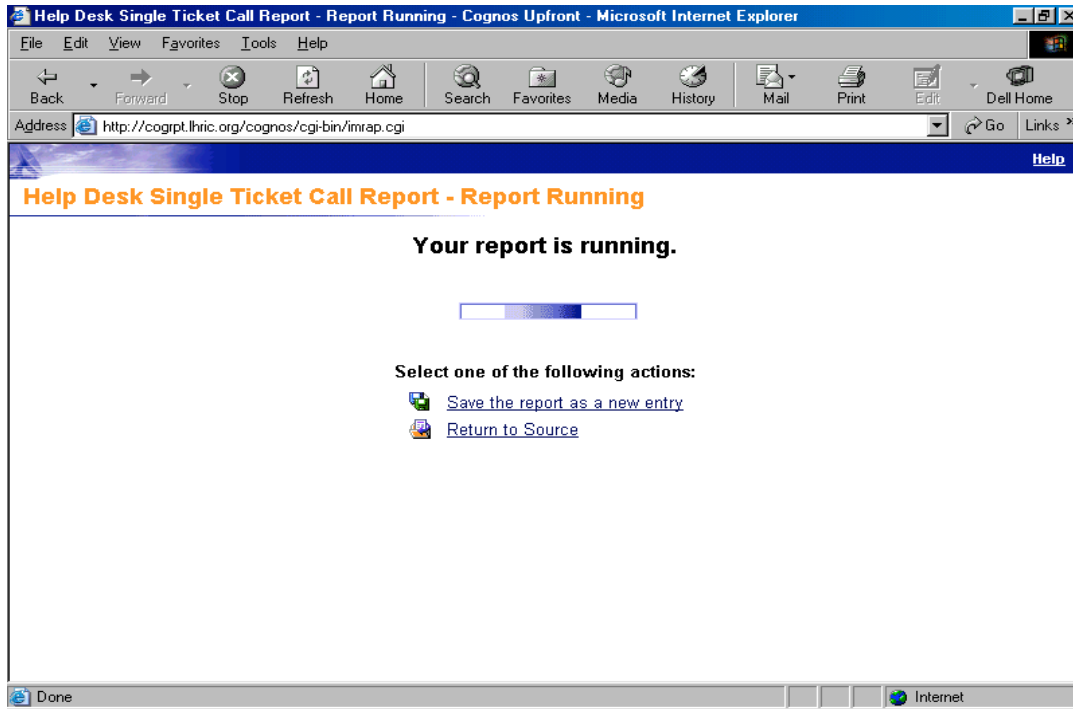 Help Desk Single Ticket Call Report - Report Running - Cognos Upfront - Microsoft Internet Explorer
File Edit View Favorites Tools Help
Back Forward Stop Refresh Home Search Favorites Media History Mail Print Edit Dell Home
Address http://cogrpt.lhric.org/cognos/cgi-bin/imrap.cgi Go Links »
Help
Help Desk Single Ticket Call Report - Report Running
Your report is running.
Select one of the following actions:
Save the report as a new entry
Return to Source
Done Internet